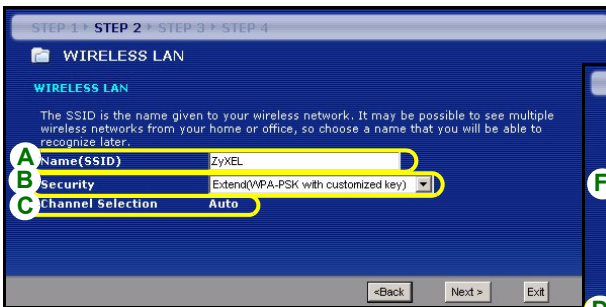 STEP 1 STEP 2 STEP 3 STEP 4
WIRELESS LAN
WIRELESS LAN
The SSID is the name given to your wireless network. It may be possible to see multiple
wireless networks from your home or office, so choose a name that you will be able to
recognize later.
A Name(SSID) ZyXEL
B Security Extend(WPA-PSK with customized key)
C Channel Selection Auto
F
<Back Next > Exit